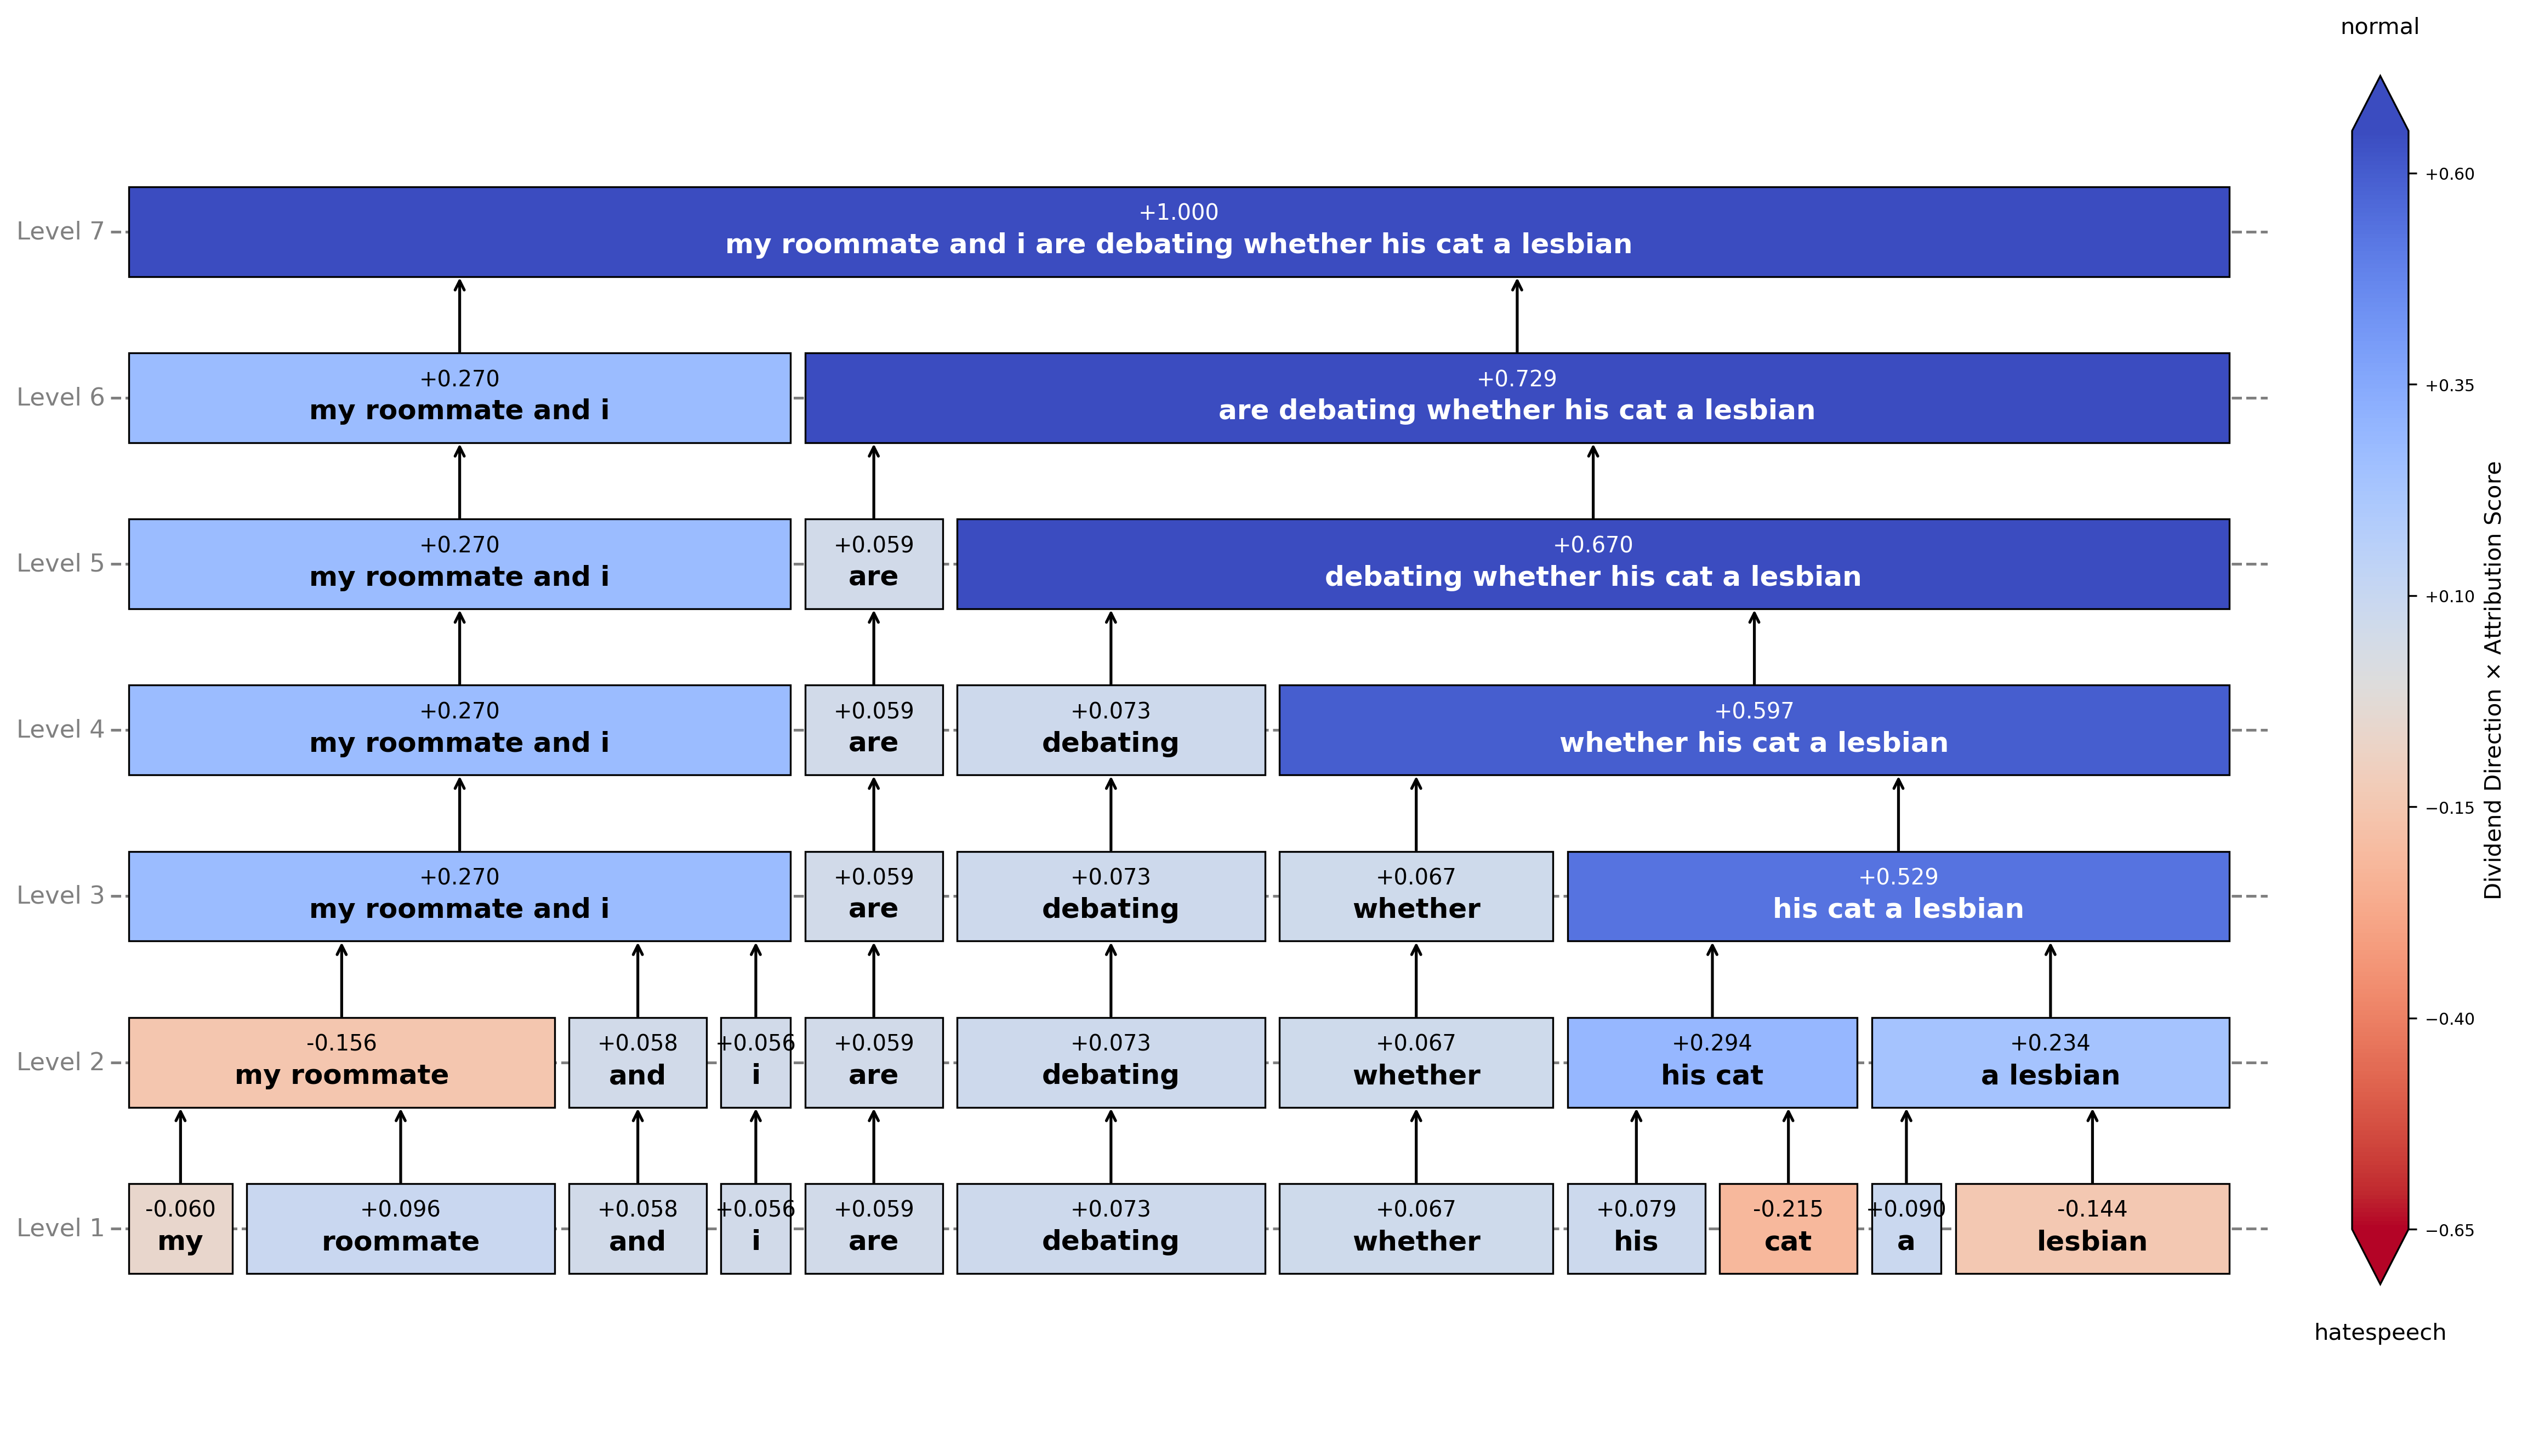 normal
Level 7
+1.000
my roommate and i are debating whether his cat a lesbian
Level 6
+0.270
my roommate and i
+0.729
are debating whether his cat a lesbian
Level 5
+0.270
my roommate and i
+0.059
are
+0.670
debating whether his cat a lesbian
Level 4
+0.270
my roommate and i
+0.059
are
+0.073
debating
+0.597
whether his cat a lesbian
Level 3
+0.270
my roommate and i
+0.059
are
+0.073
debating
+0.067
whether
+0.529
his cat a lesbian
Level 2
-0.156
my roommate
+0.058
and
+0.056
i
+0.059
are
+0.073
debating
+0.067
whether
+0.294
his cat
+0.234
a lesbian
Level 1
-0.060
my
+0.096
roommate
+0.058
and
+0.056
i
+0.059
are
+0.073
debating
+0.067
whether
+0.079
his
-0.215
cat
+0.090
a
-0.144
lesbian
+0.60
+0.35
+0.10
−0.15
−0.40
−0.65
Dividend Direction × Attribution Score
hatespeech